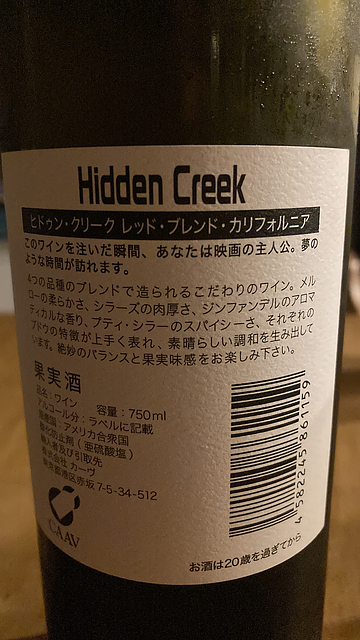 Hidden Creek
ヒドゥン・クリーク レッド・ブレンド・カリフォルニア
このワインを注いだ瞬間、あなたは映画の主人公。夢の
ような時間が訪れます。
4つの品種のブレンドで造られるこだわりのワイン。メル
ローの柔らかさ、シラーズの肉厚さ、ジンファンデルのアロマ
ティカルな香り、プティ・シラーのスパイシーさ、それぞれの
ブドウの特徴が上手く表れ、素晴らしい調和を生み出して
います。絶妙のバランスと果実味感をお楽しみ下さい。
果実酒
品名：ワイン 容量：750ml
アルコール分：ラベルに記載
原産国：アメリカ合衆国
酸化防止剤（亜硫酸塩）
輸入者及び引取先
株式会社 カーヴ
東京都港区赤坂7-5-34-512
CAAV
4 582245 861159
お酒は20歳を過ぎてから